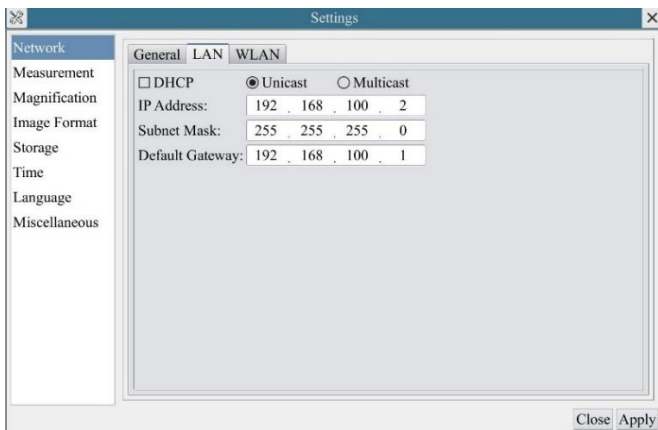 Settings
Network
Measurement
Magnification
Image Format
Storage
Time
Language
Miscellaneous
General LAN WLAN
DHCP Unicast Multicast
IP Address: 192 . 168 . 100 . 2
Subnet Mask: 255 . 255 . 255 . 0
Default Gateway: 192 . 168 . 100 . 1
Close Apply